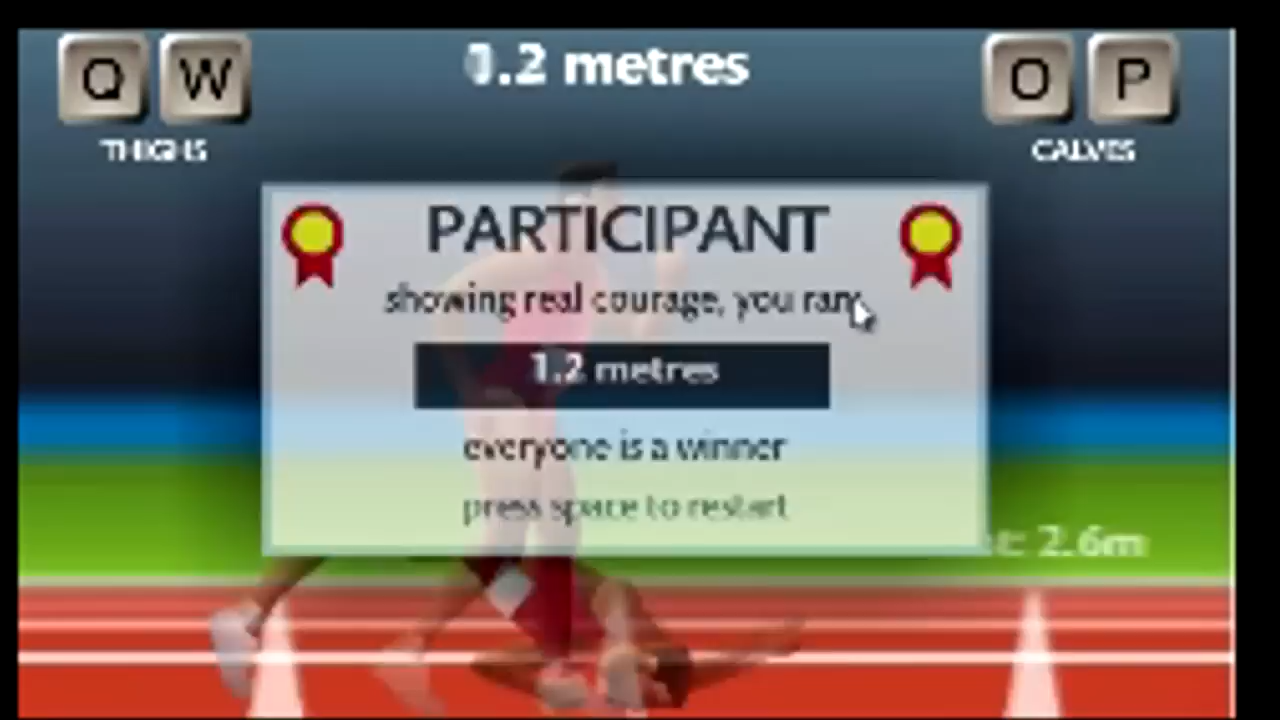 Q W
1.2 metres
O P
THIGHS
CALVES
PARTICIPANT
showing real courage, you ran
1.2 metres
everyone is a winner
press space to restart
2.6m